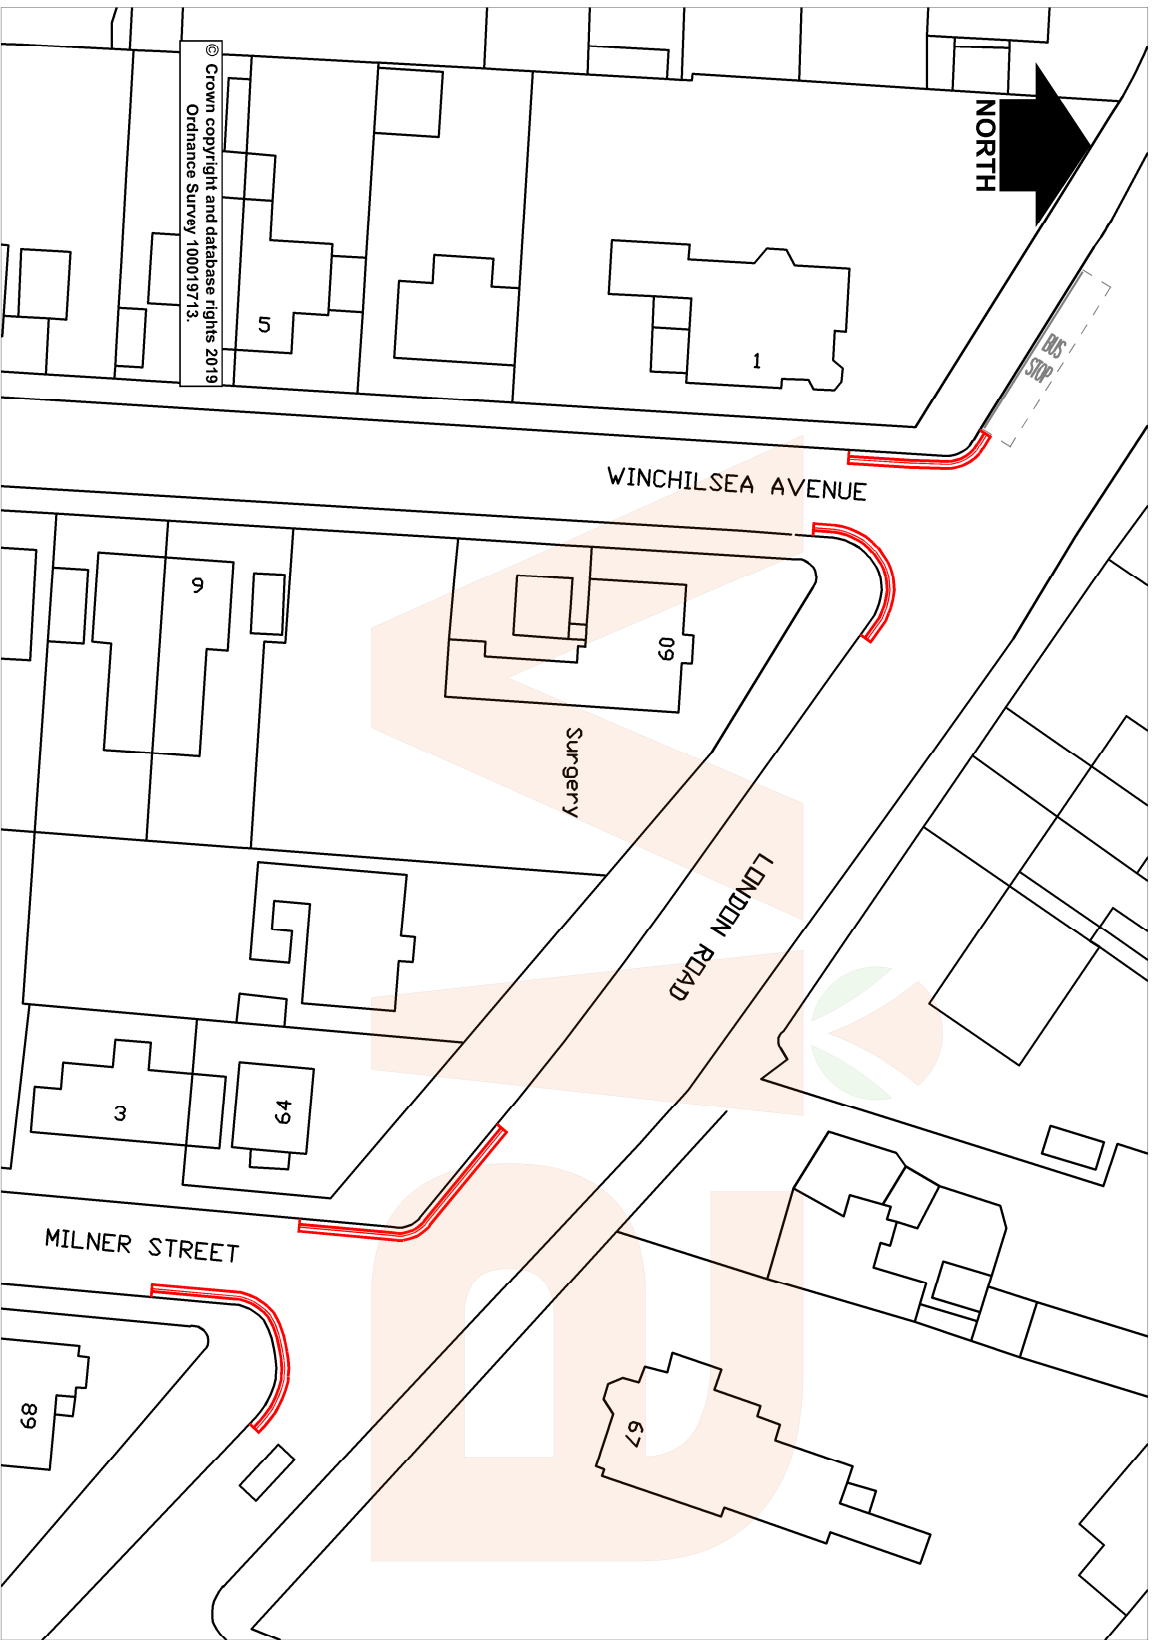 © Crown copyright and database rights 2019
Ordnance Survey 100019713.
NORTH
BUS
STOP
5
1
WINCHILSEA AVENUE
9
60
Surgery
LONDON ROAD
3
64
MILNER STREET
68
67